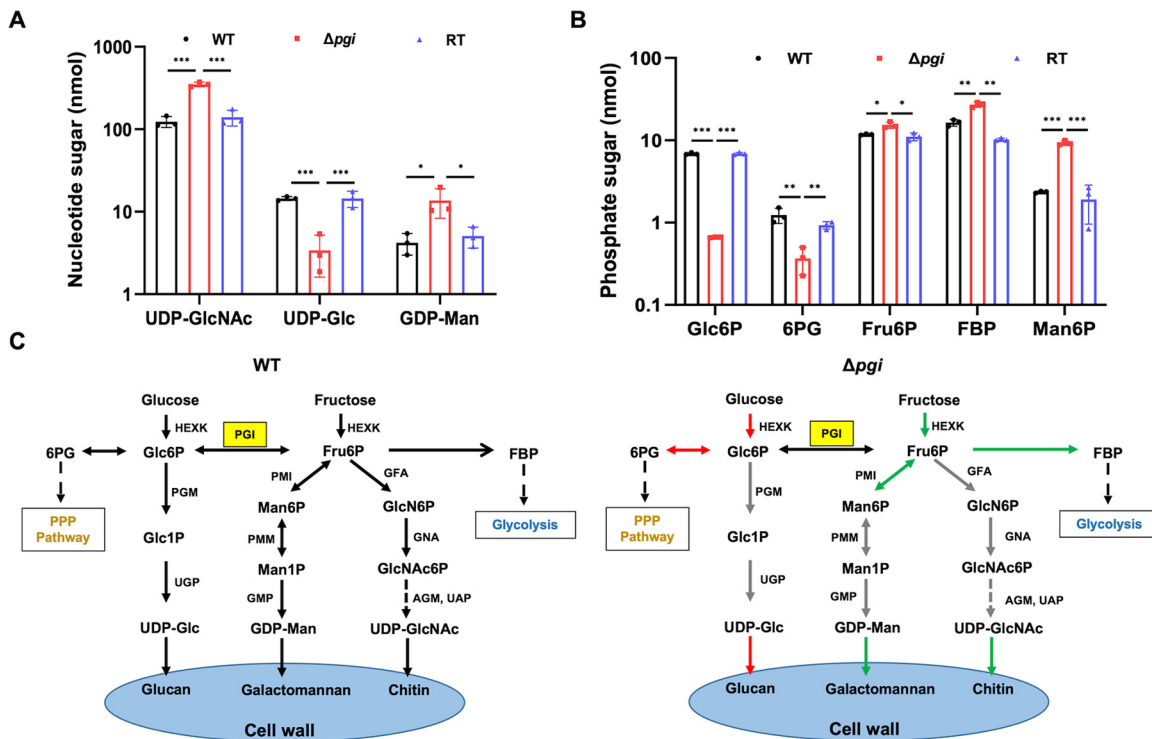 A
WT
Δpgi
RT
Nucleotide sugar (nmol)
1000
100
10
1
*** ***
*** ***
* *
UDP-GlcNAc UDP-Glc GDP-Man
B
WT
Δpgi
RT
Phosphate sugar (nmol)
100
10
1
0.1
*** ***
** **
* *
** **
*** ***
Glc6P 6PG Fru6P FBP Man6P
C
WT
Glucose Fructose
HEXK PGI HEXK
6PG Glc6P Fru6P FBP
PGM PMI GFA
Man6P GlcN6P
PPP
Pathway
Glycolysis
Glc1P PMM GNA
Man1P GlcNAc6P
UGP GMP AGM, UAP
UDP-Glc GDP-Man UDP-GlcNAc
Glucan Galactomannan Chitin
Cell wall
Δpgi
Glucose Fructose
HEXK PGI HEXK
6PG Glc6P Fru6P FBP
PGM PMI GFA
Man6P GlcN6P
PPP
Pathway
Glycolysis
Glc1P PMM GNA
Man1P GlcNAc6P
UGP GMP AGM, UAP
UDP-Glc GDP-Man UDP-GlcNAc
Glucan Galactomannan Chitin
Cell wall